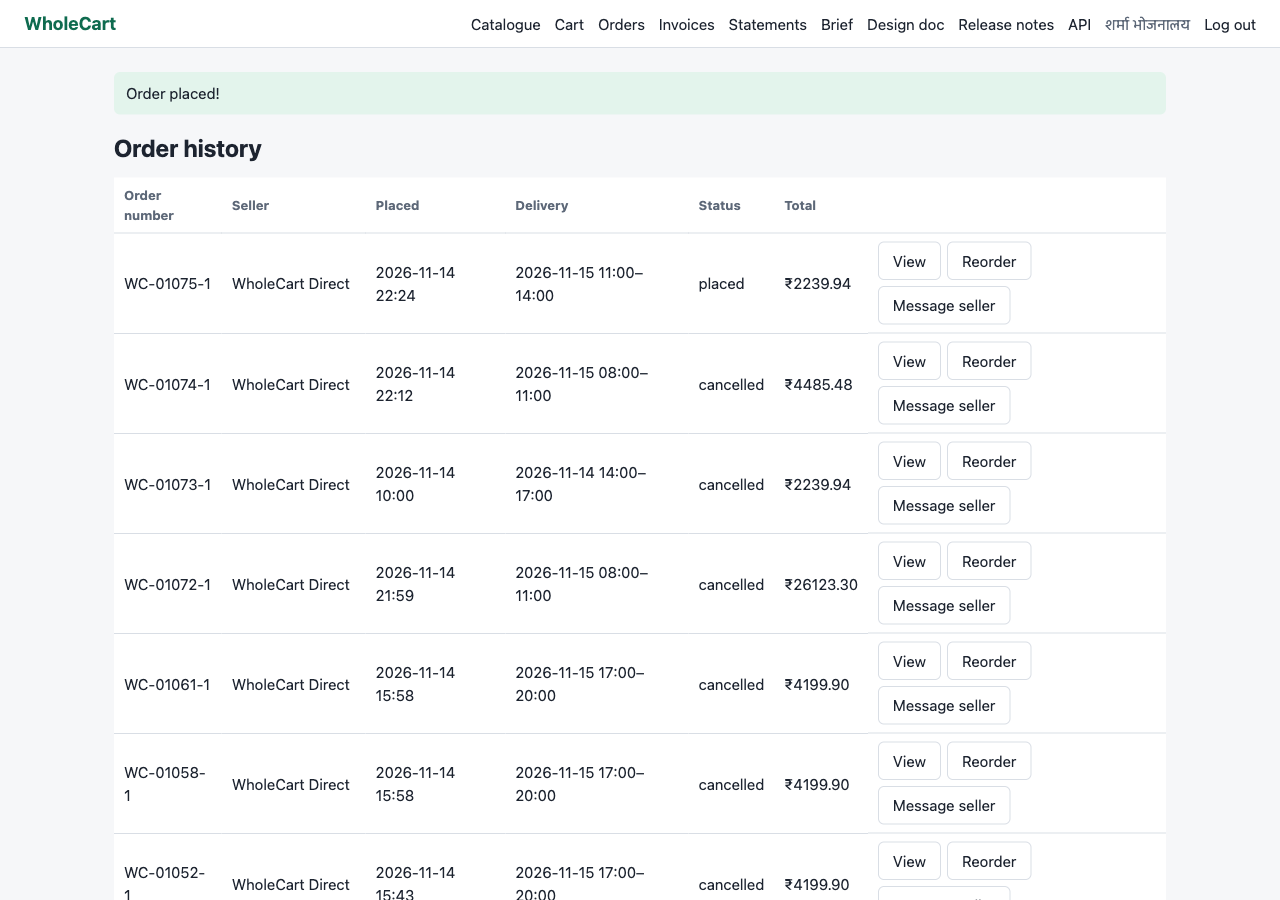 WholeCart
Catalogue Cart Orders Invoices Statements Brief Design doc Release notes API शर्मा भोजनालय Log out
Order placed!
Order history
Order number Seller Placed Delivery Status Total
WC-01075-1 WholeCart Direct 2026-11-14 22:24 2026-11-15 11:00–14:00 placed ₹2239.94 View Reorder
Message seller
WC-01074-1 WholeCart Direct 2026-11-14 22:12 2026-11-15 08:00–11:00 cancelled ₹4485.48 View Reorder
Message seller
WC-01073-1 WholeCart Direct 2026-11-14 10:00 2026-11-14 14:00–17:00 cancelled ₹2239.94 View Reorder
Message seller
WC-01072-1 WholeCart Direct 2026-11-14 21:59 2026-11-15 08:00–11:00 cancelled ₹26123.30 View Reorder
Message seller
WC-01061-1 WholeCart Direct 2026-11-14 15:58 2026-11-15 17:00–20:00 cancelled ₹4199.90 View Reorder
Message seller
WC-01058-1 WholeCart Direct 2026-11-14 15:58 2026-11-15 17:00–20:00 cancelled ₹4199.90 View Reorder
Message seller
WC-01052-1 WholeCart Direct 2026-11-14 15:43 2026-11-15 17:00–20:00 cancelled ₹4199.90 View Reorder